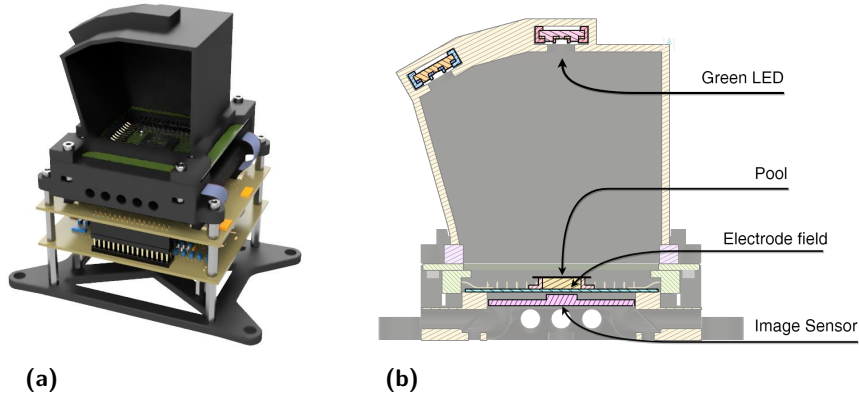 Green LED
Pool
Electrode field
Image Sensor
(a)
(b)